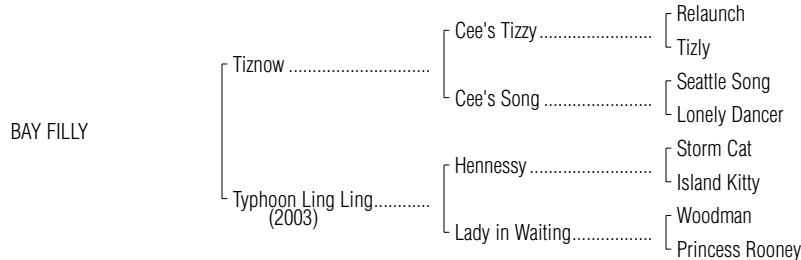 Relaunch
Cee's Tizzy..........................
Tizly
Tiznow ..............................
Seattle Song
Cee's Song .........................
Lonely Dancer
BAY FILLY
Storm Cat
Hennessy ............................
Island Kitty
Typhoon Ling Ling............
(2003)
Woodman
Lady in Waiting.................
Princess Rooney